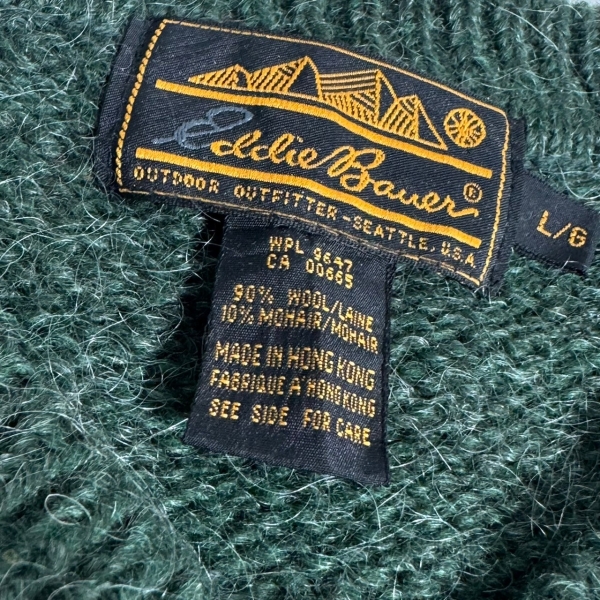 Eddie Bauer®
OUTDOOR OUTFITTER-SEATTLE, U.S.A.
L/G
WPL 9647
CA 00665
90% WOOL/LAINE
10% MOHAIR/MOHAIR
MADE IN HONG KONG
FABRIQUE A' HONG KONG
SEE SIDE FOR CARE